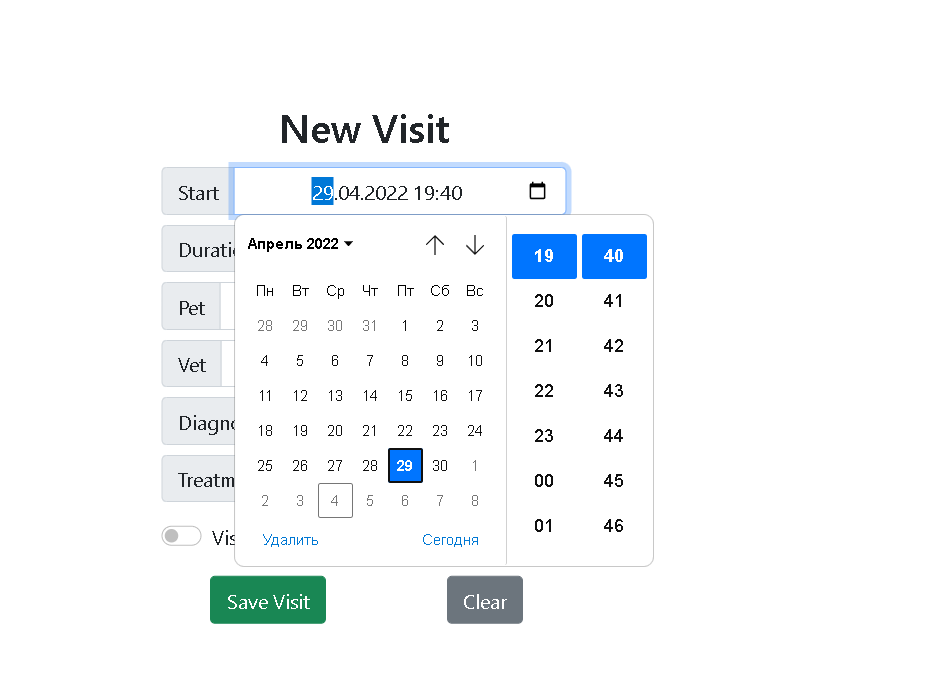 New Visit
Start 29.04.2022 19:40
Durati
Pet
Vet
Diagn
Treatm
Vis
Апрель 2022
Пн Вт Ср Чт Пт Сб Вс
28 29 30 31 1 2 3
4 5 6 7 8 9 10
11 12 13 14 15 16 17
18 19 20 21 22 23 24
25 26 27 28 29 30 1
2 3 4 5 6 7 8
Удалить Сегодня
19 40
20 41
21 42
22 43
23 44
00 45
01 46
Save Visit Clear